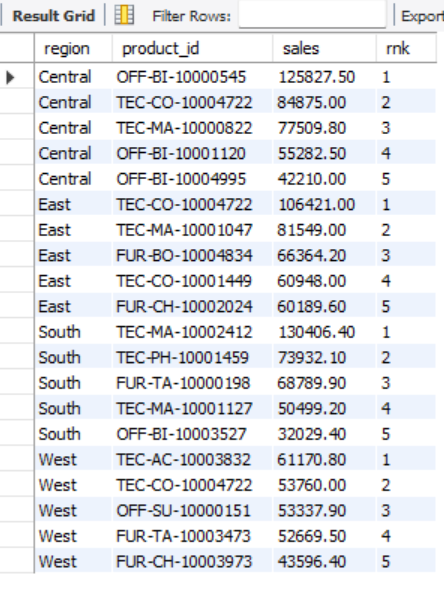 Result Grid Filter Rows: Export
region product_id sales rnk
Central OFF-BI-10000545 125827.50 1
Central TEC-CO-10004722 84875.00 2
Central TEC-MA-10000822 77509.80 3
Central OFF-BI-10001120 55282.50 4
Central OFF-BI-10004995 42210.00 5
East TEC-CO-10004722 106421.00 1
East TEC-MA-10001047 81549.00 2
East FUR-BO-10004834 66364.20 3
East TEC-CO-10001449 60948.00 4
East FUR-CH-10002024 60189.60 5
South TEC-MA-10002412 130406.40 1
South TEC-PH-10001459 73932.10 2
South FUR-TA-10000198 68789.90 3
South TEC-MA-10001127 50499.20 4
South OFF-BI-10003527 32029.40 5
West TEC-AC-10003832 61170.80 1
West TEC-CO-10004722 53760.00 2
West OFF-SU-10000151 53337.90 3
West FUR-TA-10003473 52669.50 4
West FUR-CH-10003973 43596.40 5